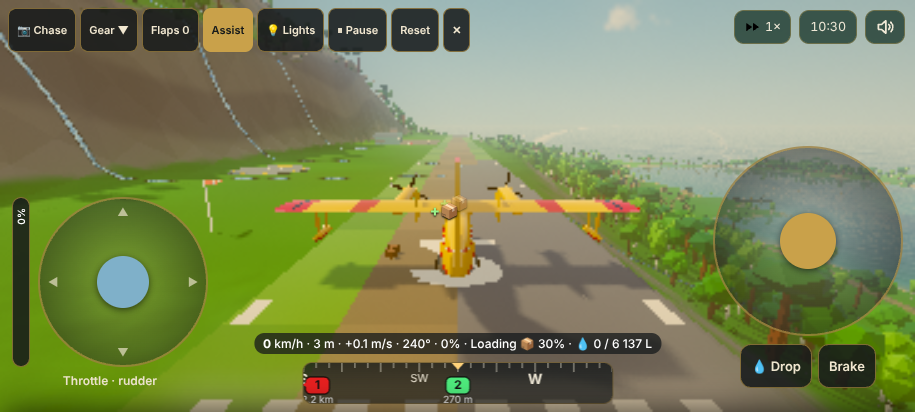 Chase
Gear ▼
Flaps 0
Assist
Lights
Pause
Reset
×
1×
10:30
0%
0 km/h · 3 m · +0.1 m/s · 240° · 0% · Loading 📦 30% · 💧 0 / 6 137 L
Throttle · rudder
SW
W
1
2
2.2 km
270 m
💧 Drop
Brake